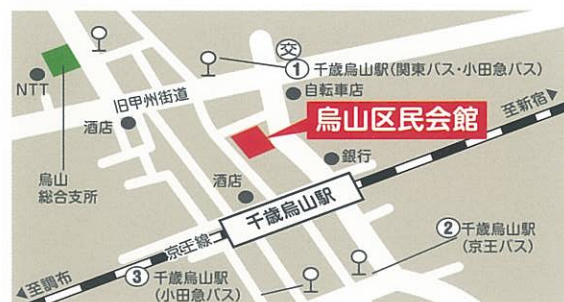 交
① 千歳烏山駅(関東バス・小田急バス)
NTT
旧甲州街道
自転車店
至新宿
酒店
烏山区民会館
烏山
総合支所
銀行
酒店
千歳烏山駅
京王線
② 千歳烏山駅
(京王バス)
至調布
③ 千歳烏山駅
(小田急バス)